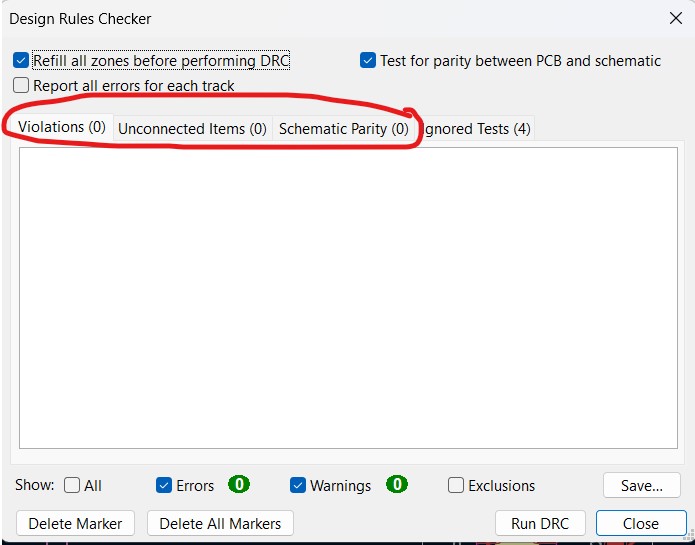 Design Rules Checker
Refill all zones before performing DRC
Test for parity between PCB and schematic
Report all errors for each track
Violations (0) Unconnected Items (0) Schematic Parity (0) gnored Tests (4)
Show: All Errors 0 Warnings 0 Exclusions Save...
Delete Marker Delete All Markers Run DRC Close